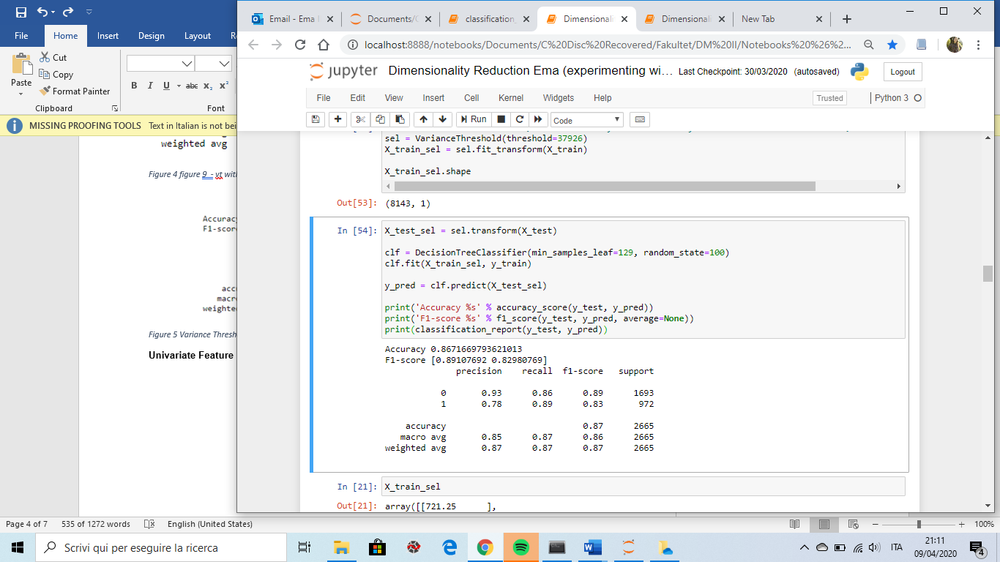 File Home Insert Design Layout R
Paste
Cut
Copy
Format Painter
Clipboard
B I U abc x₂ x²
Font
MISSING PROOFING TOOLS Text in Italian is not bei
weighted avg
Figure 4 figure 9 - vt with
Accuracy
F1-score
accu
macro
weighted
Figure 5 Variance Thresh
Univariate Feature
Page 4 of 7 535 of 1272 words English (United States)
100%
Email - Ema
Documents/C
classification_
Dimensionali
Dimensional
New Tab
localhost:8888/notebooks/Documents/C%20Disc%20Recovered/Fakultet/DM%20II/Notebooks%20%26%2...
jupyter Dimensionality Reduction Ema (experimenting wi... Last Checkpoint: 30/03/2020 (autosaved) Logout
File Edit View Insert Cell Kernel Widgets Help Trusted Python 3
Run Code
sel = VarianceThreshold(threshold=37926)
X_train_sel = sel.fit_transform(X_train)
X_train_sel.shape
Out[53]: (8143, 1)
In [54]: X_test_sel = sel.transform(X_test)
clf = DecisionTreeClassifier(min_samples_leaf=129, random_state=100)
clf.fit(X_train_sel, y_train)
y_pred = clf.predict(X_test_sel)
print('Accuracy %s' % accuracy_score(y_test, y_pred))
print('F1-score %s' % f1_score(y_test, y_pred, average=None))
print(classification_report(y_test, y_pred))
Accuracy 0.8671669793621013
F1-score [0.89107692 0.82980769]
precision recall f1-score support
0 0.93 0.86 0.89 1693
1 0.78 0.89 0.83 972
accuracy 0.87 2665
macro avg 0.85 0.87 0.86 2665
weighted avg 0.87 0.87 0.87 2665
In [21]: X_train_sel
Out[21]: array([[721.25 ],
Scrivi qui per eseguire la ricerca
ITA
21:11
09/04/2020
4